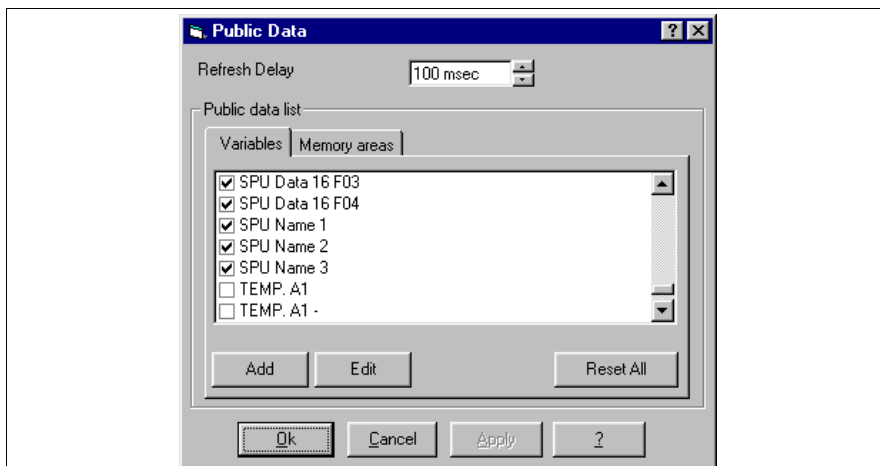 Public Data
Refresh Delay 100 msec
Public data list
Variables Memory areas
SPU Data 16 F03
SPU Data 16 F04
SPU Name 1
SPU Name 2
SPU Name 3
TEMP. A1
TEMP. A1 -
Add Edit Reset All
Ok Cancel Apply ?